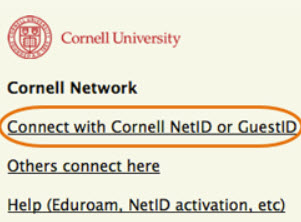 Cornell University
Cornell Network
Connect with Cornell NetID or GuestID
Others connect here
Help (Eduroam, NetID activation, etc)